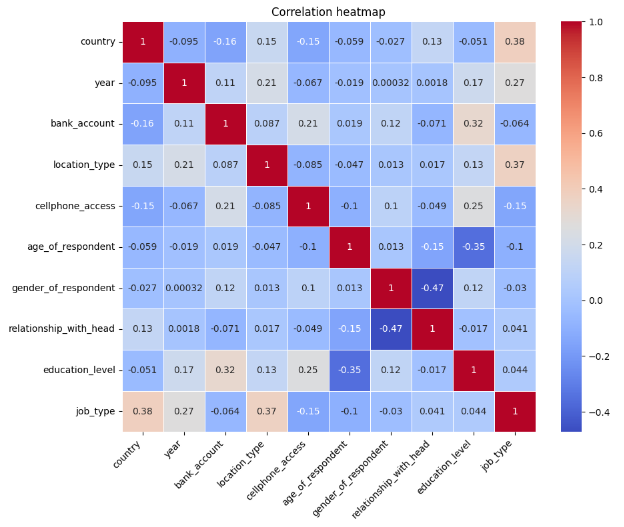 Correlation heatmap
country 1 -0.095 -0.16 0.15 -0.15 -0.059 -0.027 0.13 -0.051 0.38
year -0.095 1 0.11 0.21 -0.067 -0.019 0.00032 0.0018 0.17 0.27
bank_account -0.16 0.11 1 0.087 0.21 0.019 0.12 -0.071 0.32 -0.064
location_type 0.15 0.21 0.087 1 -0.085 -0.047 0.013 0.017 0.13 0.37
cellphone_access -0.15 -0.067 0.21 -0.085 1 -0.1 0.1 -0.049 0.25 -0.15
age_of_respondent -0.059 -0.019 0.019 -0.047 -0.1 1 0.013 -0.15 -0.35 -0.1
gender_of_respondent -0.027 0.00032 0.12 0.013 0.1 0.013 1 -0.47 0.12 -0.03
relationship_with_head 0.13 0.0018 -0.071 0.017 -0.049 -0.15 -0.47 1 -0.017 0.041
education_level -0.051 0.17 0.32 0.13 0.25 -0.35 0.12 -0.017 1 0.044
job_type 0.38 0.27 -0.064 0.37 -0.15 -0.1 -0.03 0.041 0.044 1
country year bank_account location_type cellphone_access age_of_respondent gender_of_respondent relationship_with_head education_level job_type
1.0
0.8
0.6
0.4
0.2
0.0
−0.2
−0.4